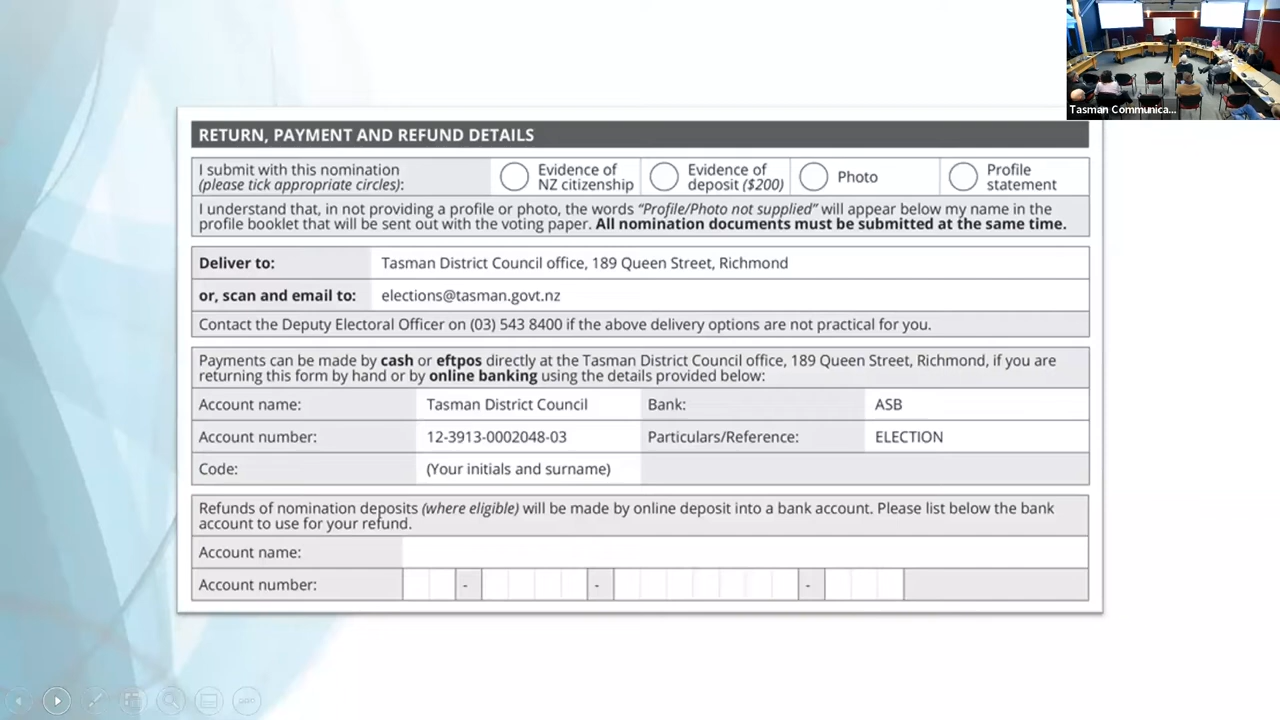 Tasman Communica...
RETURN, PAYMENT AND REFUND DETAILS
I submit with this nomination
(please tick appropriate circles):
Evidence of
NZ citizenship
Evidence of
deposit ($200)
Photo
Profile
statement
I understand that, in not providing a profile or photo, the words “Profile/Photo not supplied” will appear below my name in the
profile booklet that will be sent out with the voting paper. All nomination documents must be submitted at the same time.
Deliver to:
Tasman District Council office, 189 Queen Street, Richmond
or, scan and email to:
elections@tasman.govt.nz
Contact the Deputy Electoral Officer on (03) 543 8400 if the above delivery options are not practical for you.
Payments can be made by cash or eftpos directly at the Tasman District Council office, 189 Queen Street, Richmond, if you are
returning this form by hand or by online banking using the details provided below:
Account name:
Tasman District Council
Bank:
ASB
Account number:
12-3913-0002048-03
Particulars/Reference:
ELECTION
Code:
(Your initials and surname)
Refunds of nomination deposits (where eligible) will be made by online deposit into a bank account. Please list below the bank
account to use for your refund.
Account name:
Account number:
- - -